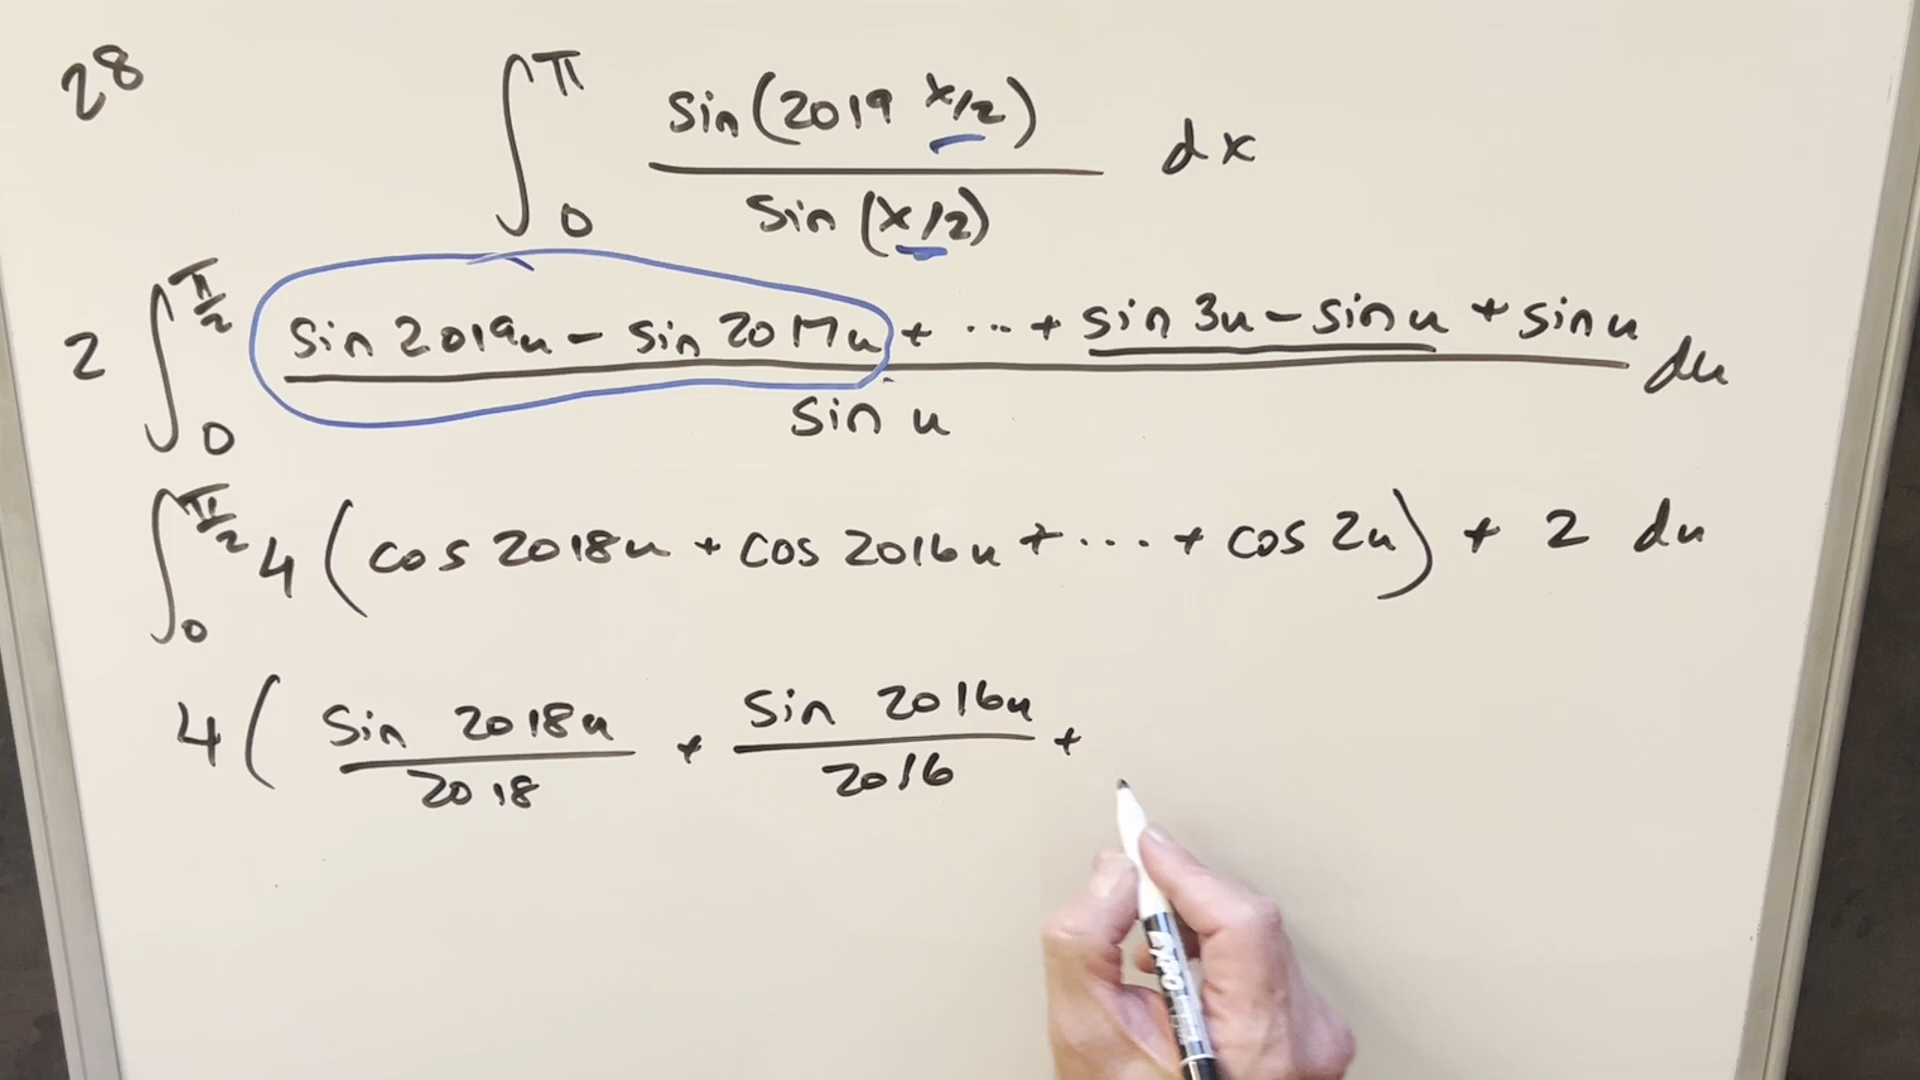 28
∫₀^π sin(2019 x/2) / sin(x/2) dx
2 ∫₀^(π/2) (sin 2019u − sin 2017u + ... + sin 3u − sin u + sin u) / sin u du
∫₀^(π/2) 4 (cos 2018u + cos 2016u + ... + cos 2u) + 2 du
4 ( sin 2018u / 2018 + sin 2016u / 2016 +
EXPO